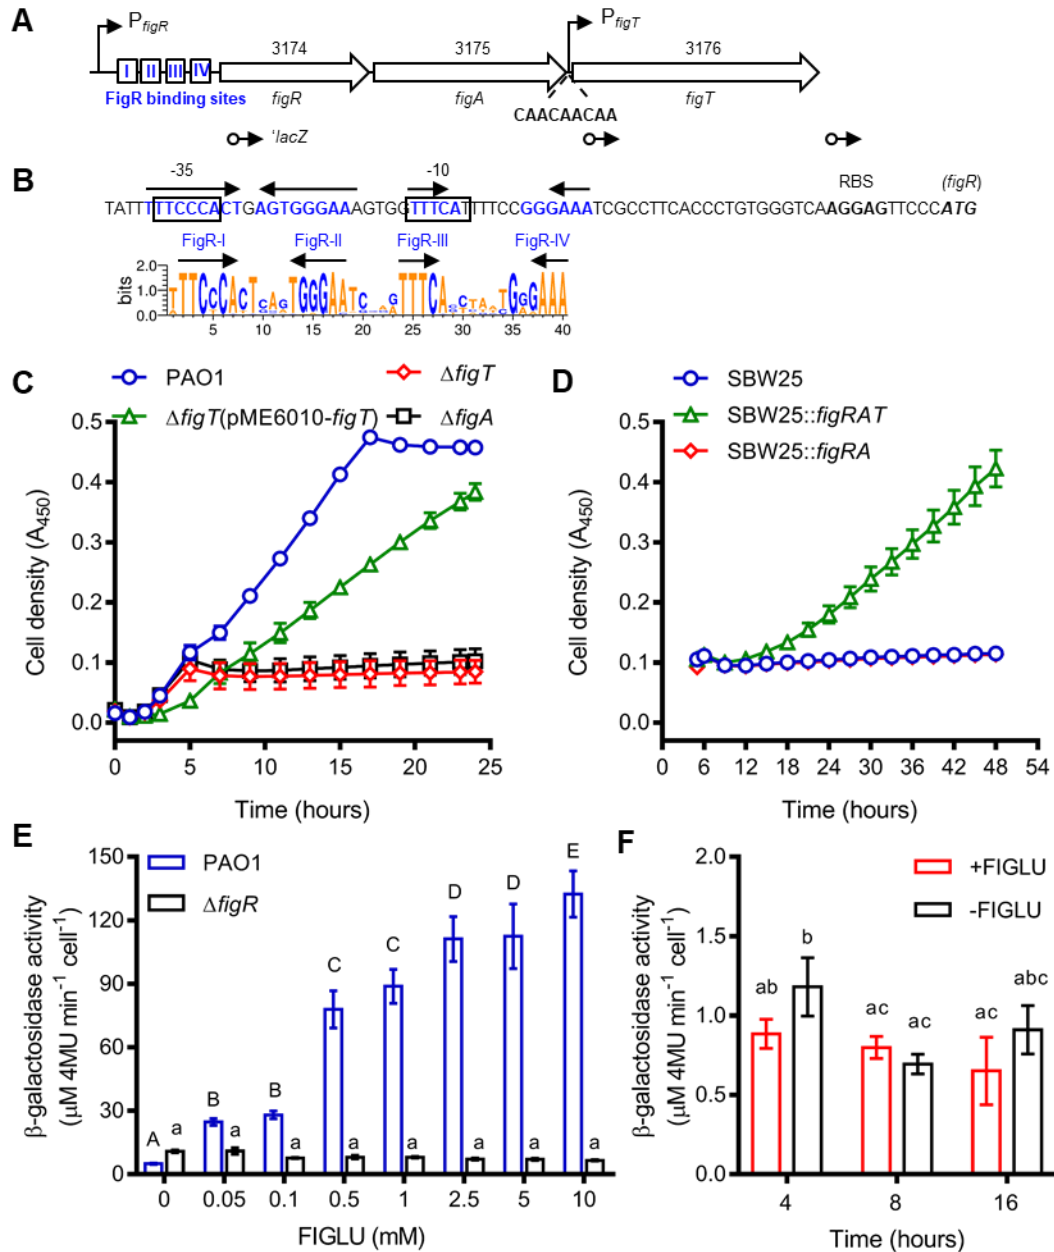 A
PfigR
PfigT
3174
3175
3176
I II III IV
FigR binding sites
figR
figA
figT
CAACAACAA
'lacZ
B
-35
-10
RBS
(figR)
TATTTTTCCCACTGAGTGGGAAAGTGGTTTCATTTTCCGGGAAATCGCCTTCACCCTGTGGGTCAAGGAGTTCCCATG
FigR-I
FigR-II
FigR-III
FigR-IV
bits
2.0
1.0
0.0
5 10 15 20 25 30 35 40
C
PAO1
ΔfigT
ΔfigT(pME6010-figT)
ΔfigA
Cell density (A450)
0.5
0.4
0.3
0.2
0.1
0.0
0 5 10 15 20 25
Time (hours)
D
SBW25
SBW25::figRAT
SBW25::figRA
Cell density (A450)
0.5
0.4
0.3
0.2
0.1
0.0
0 6 12 18 24 30 36 42 48 54
Time (hours)
E
PAO1
ΔfigR
β-galactosidase activity
(μM 4MU min-1 cell-1)
150
120
90
60
30
0
A a B a B a C a C a D a D a E a
0 0.05 0.1 0.5 1 2.5 5 10
FIGLU (mM)
F
+FIGLU
-FIGLU
β-galactosidase activity
(μM 4MU min-1 cell-1)
2.0
1.5
1.0
0.5
0.0
ab b ac ac ac abc
4 8 16
Time (hours)